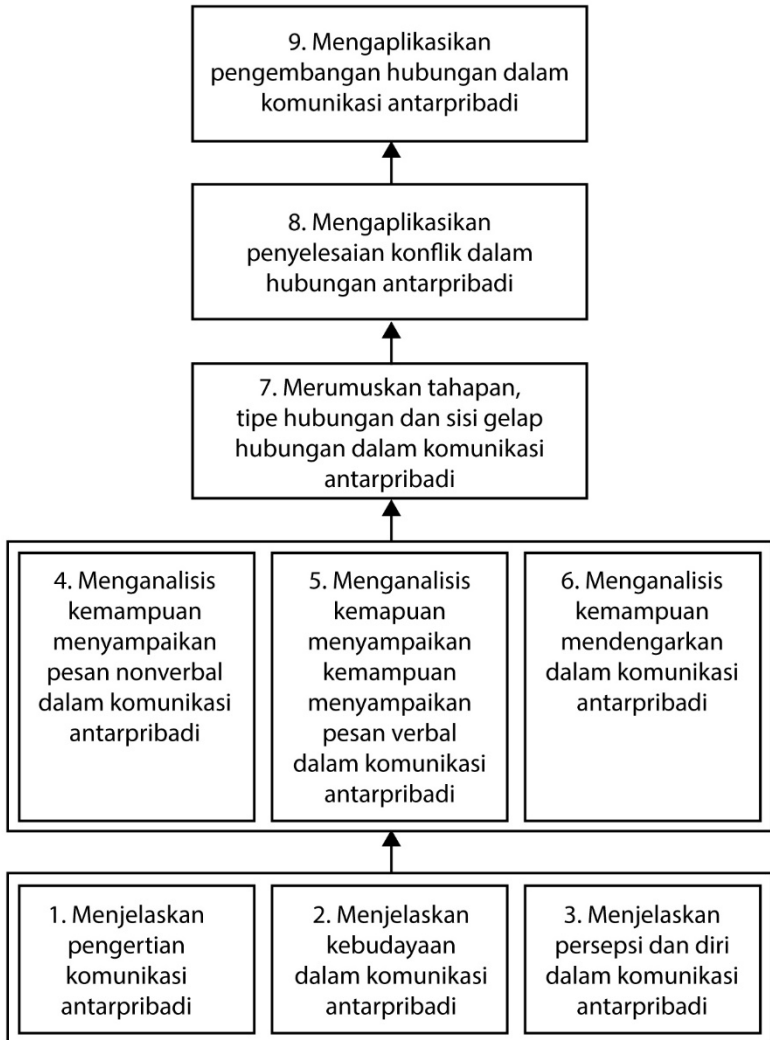 9. Mengaplikasikan
pengembangan hubungan dalam
komunikasi antarpribadi
8. Mengaplikasikan
penyelesaian konflik dalam
hubungan antarpribadi
7. Merumuskan tahapan,
tipe hubungan dan sisi gelap
hubungan dalam komunikasi
antarpribadi
4. Menganalisis
kemampuan
menyampaikan
pesan nonverbal
dalam komunikasi
antarpribadi
5. Menganalisis
kemapuan
menyampaikan
kemampuan
menyampaikan
pesan verbal
dalam komunikasi
antarpribadi
6. Menganalisis
kemampuan
mendengarkan
dalam komunikasi
antarpribadi
1. Menjelaskan
pengertian
komunikasi
antarpribadi
2. Menjelaskan
kebudayaan
dalam komunikasi
antarpribadi
3. Menjelaskan
persepsi dan diri
dalam komunikasi
antarpribadi